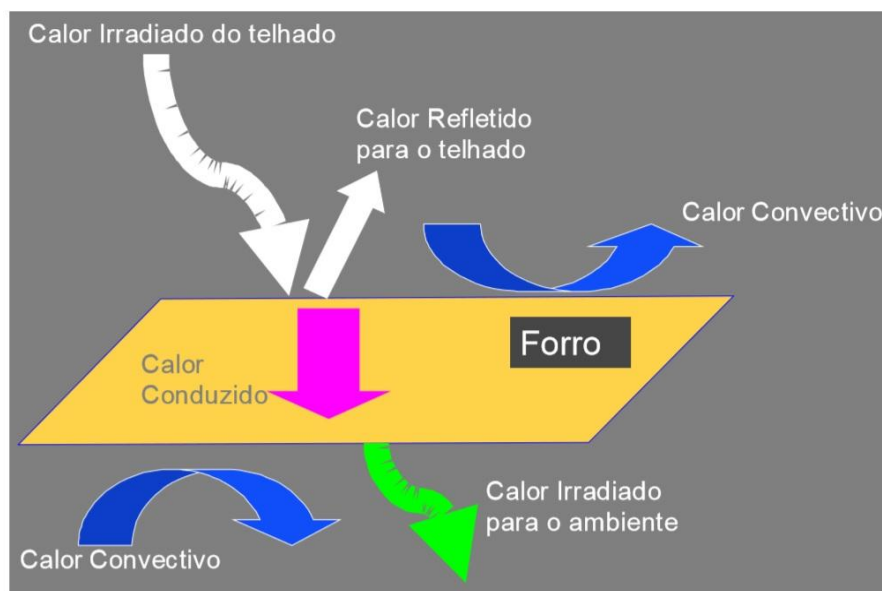 Calor Irradiado do telhado
Calor Refletido
para o telhado
Calor Convectivo
Forro
Calor
Conduzido
Calor Irradiado
para o ambiente
Calor Convectivo